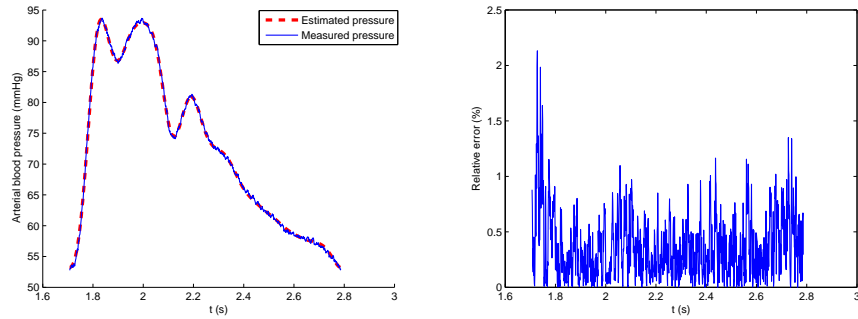 95
90
85
80
75
70
65
60
55
50
Arterial blood pressure (mmHg)
1.6 1.8 2 2.2 2.4 2.6 2.8 3
t (s)
Estimated pressure
Measured pressure
2.5
2
1.5
1
0.5
0
Relative error (%)
1.6 1.8 2 2.2 2.4 2.6 2.8 3
t (s)